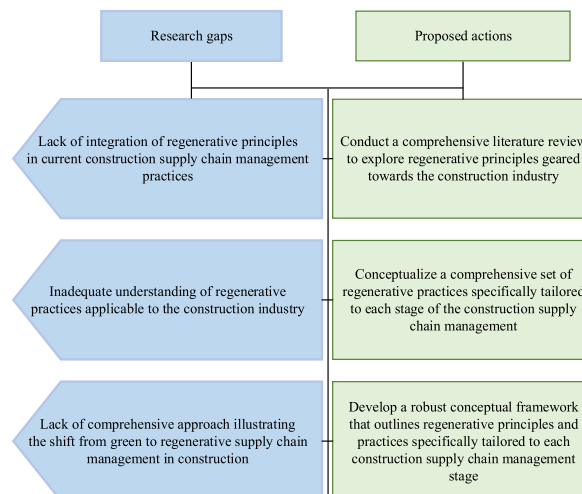 Research gaps
Proposed actions
Lack of integration of regenerative principles
in current construction supply chain management
practices
Conduct a comprehensive literature review
to explore regenerative principles geared
towards the construction industry
Inadequate understanding of regenerative
practices applicable to the construction industry
Conceptualize a comprehensive set of
regenerative practices specifically tailored
to each stage of the construction supply
chain management
Lack of comprehensive approach illustrating
the shift from green to regenerative supply chain
management in construction
Develop a robust conceptual framework
that outlines regenerative principles and
practices specifically tailored to each
construction supply chain management
stage